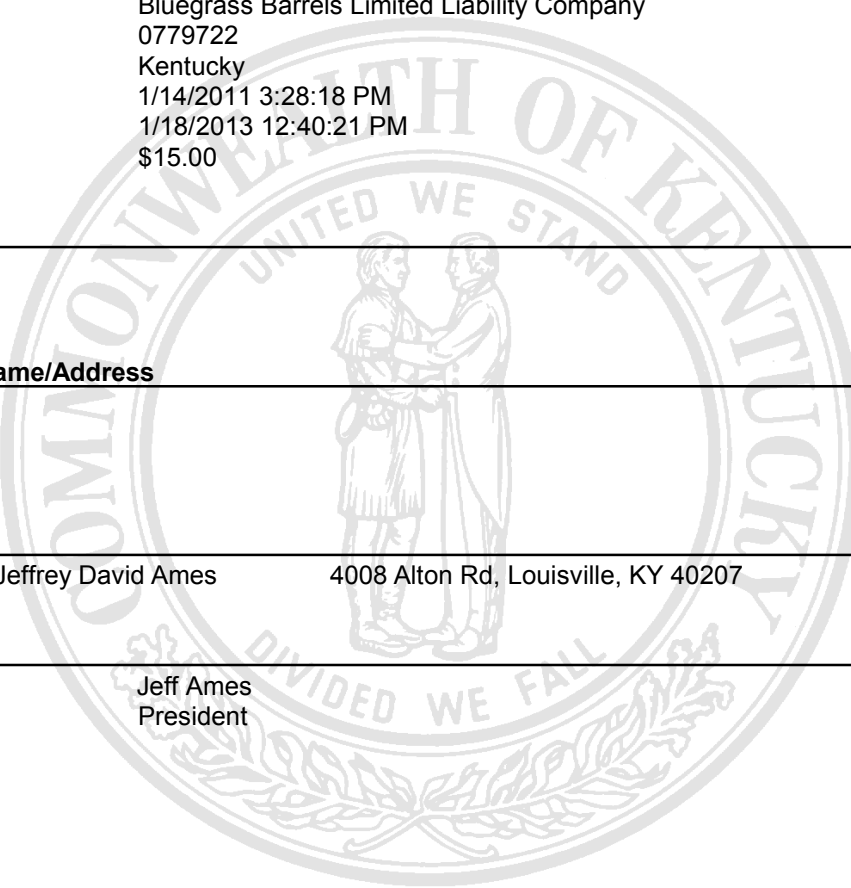 Bluegrass Barrels Limited Liability Company
0779722
Kentucky
1/14/2011 3:28:18 PM
1/18/2013 12:40:21 PM
$15.00
COMMONWEALTH OF KENTUCKY
UNITED WE STAND
ame/Address
Jeffrey David Ames 4008 Alton Rd, Louisville, KY 40207
DIVIDED WE FALL
Jeff Ames
President